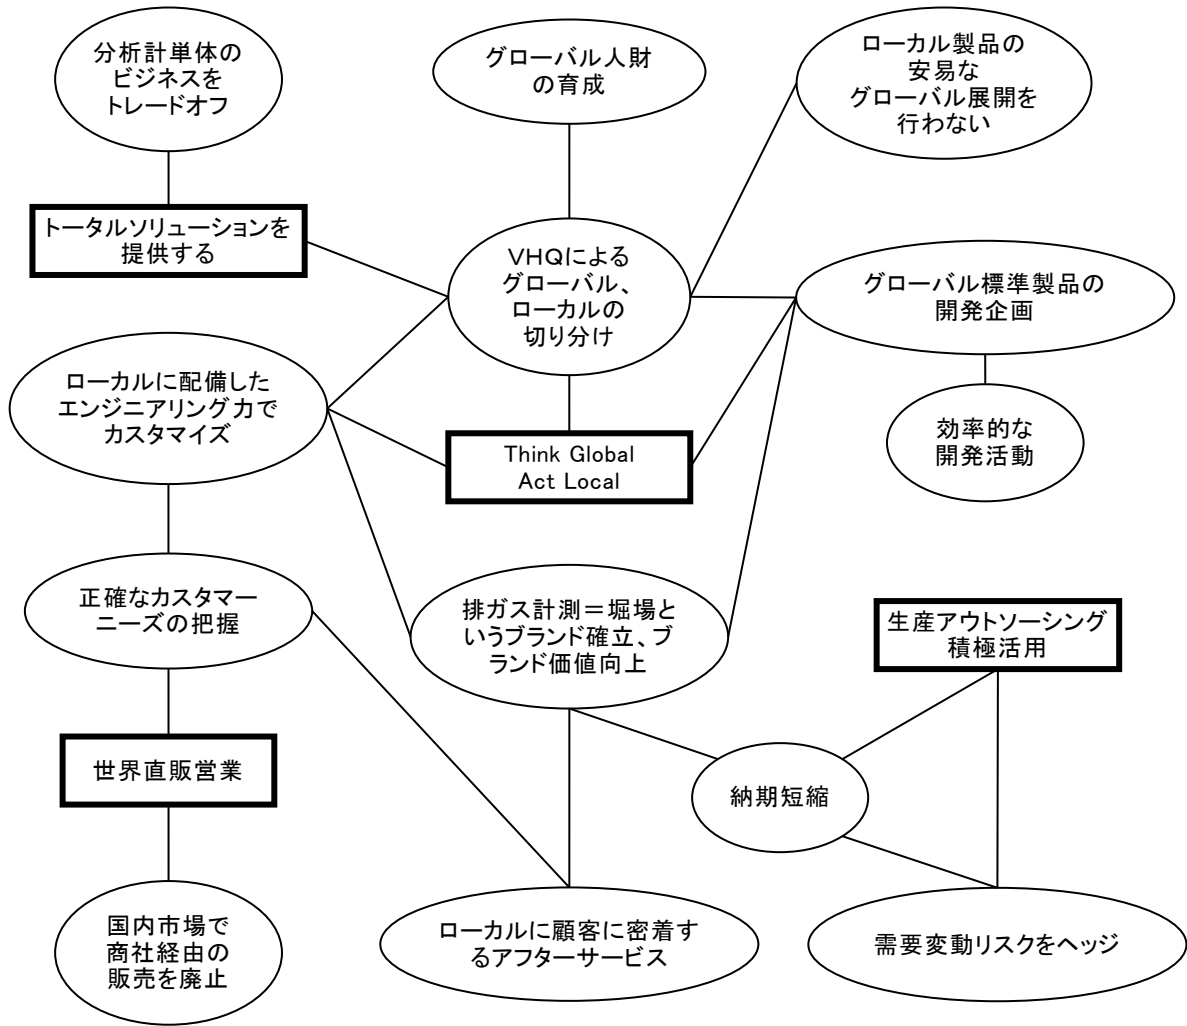 分析計単体の
ビジネスを
トレードオフ
グローバル人財
の育成
ローカル製品の
安易な
グローバル展開を
行わない
トータルソリューションを
提供する
VHQによる
グローバル、
ローカルの
切り分け
グローバル標準製品の
開発企画
ローカルに配備した
エンジニアリング力で
カスタマイズ
Think Global
Act Local
効率的な
開発活動
正確なカスタマー
ニーズの把握
排ガス計測＝堀場と
いうブランド確立、ブ
ランド価値向上
生産アウトソーシング
積極活用
世界直販営業
納期短縮
国内市場で
商社経由の
販売を廃止
ローカルに顧客に密着す
るアフターサービス
需要変動リスクをヘッジ